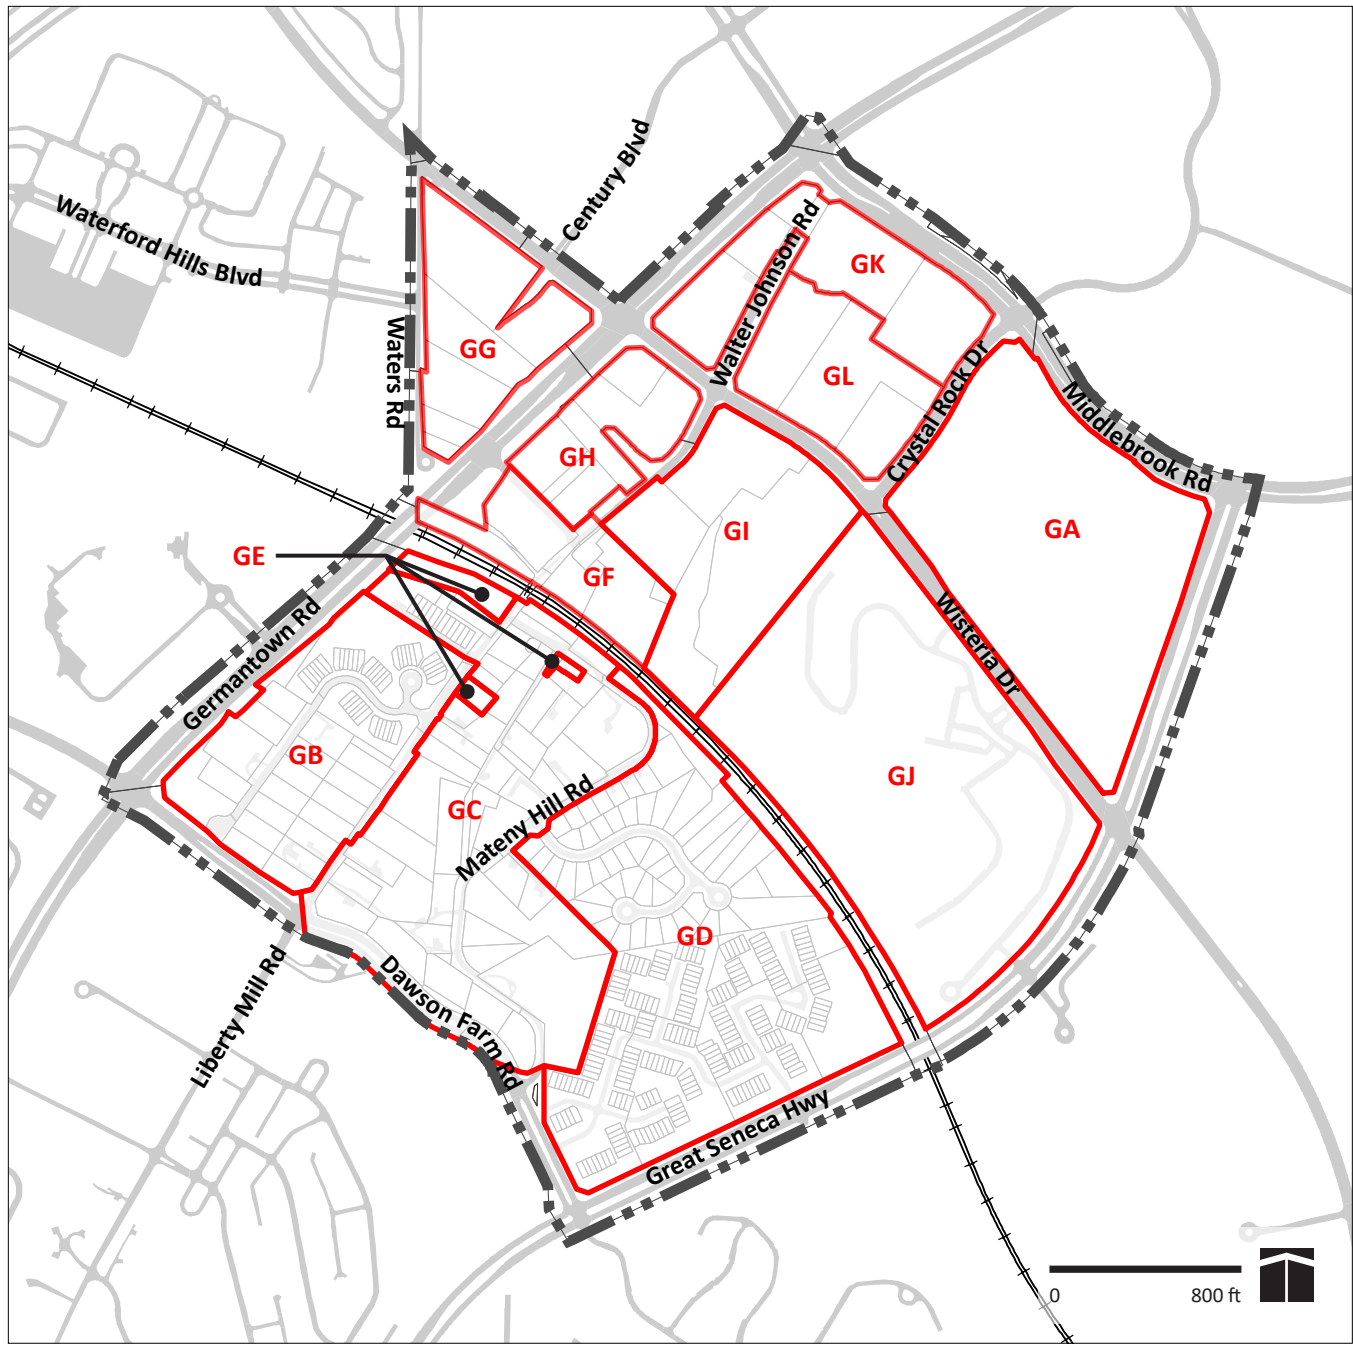 Century Blvd
Waterford Hills Blvd
Walter Johnson Rd
GK
Waters Rd
GG
GL
Crystal Rock Dr
Middlebrook Rd
GH
GI
GA
GE
GF
Germantown Rd
Wisteria Dr
GB
GJ
GC
Mateny Hill Rd
GD
Liberty Mill Rd
Dawson Farm Rd
Great Seneca Hwy
0 800 ft